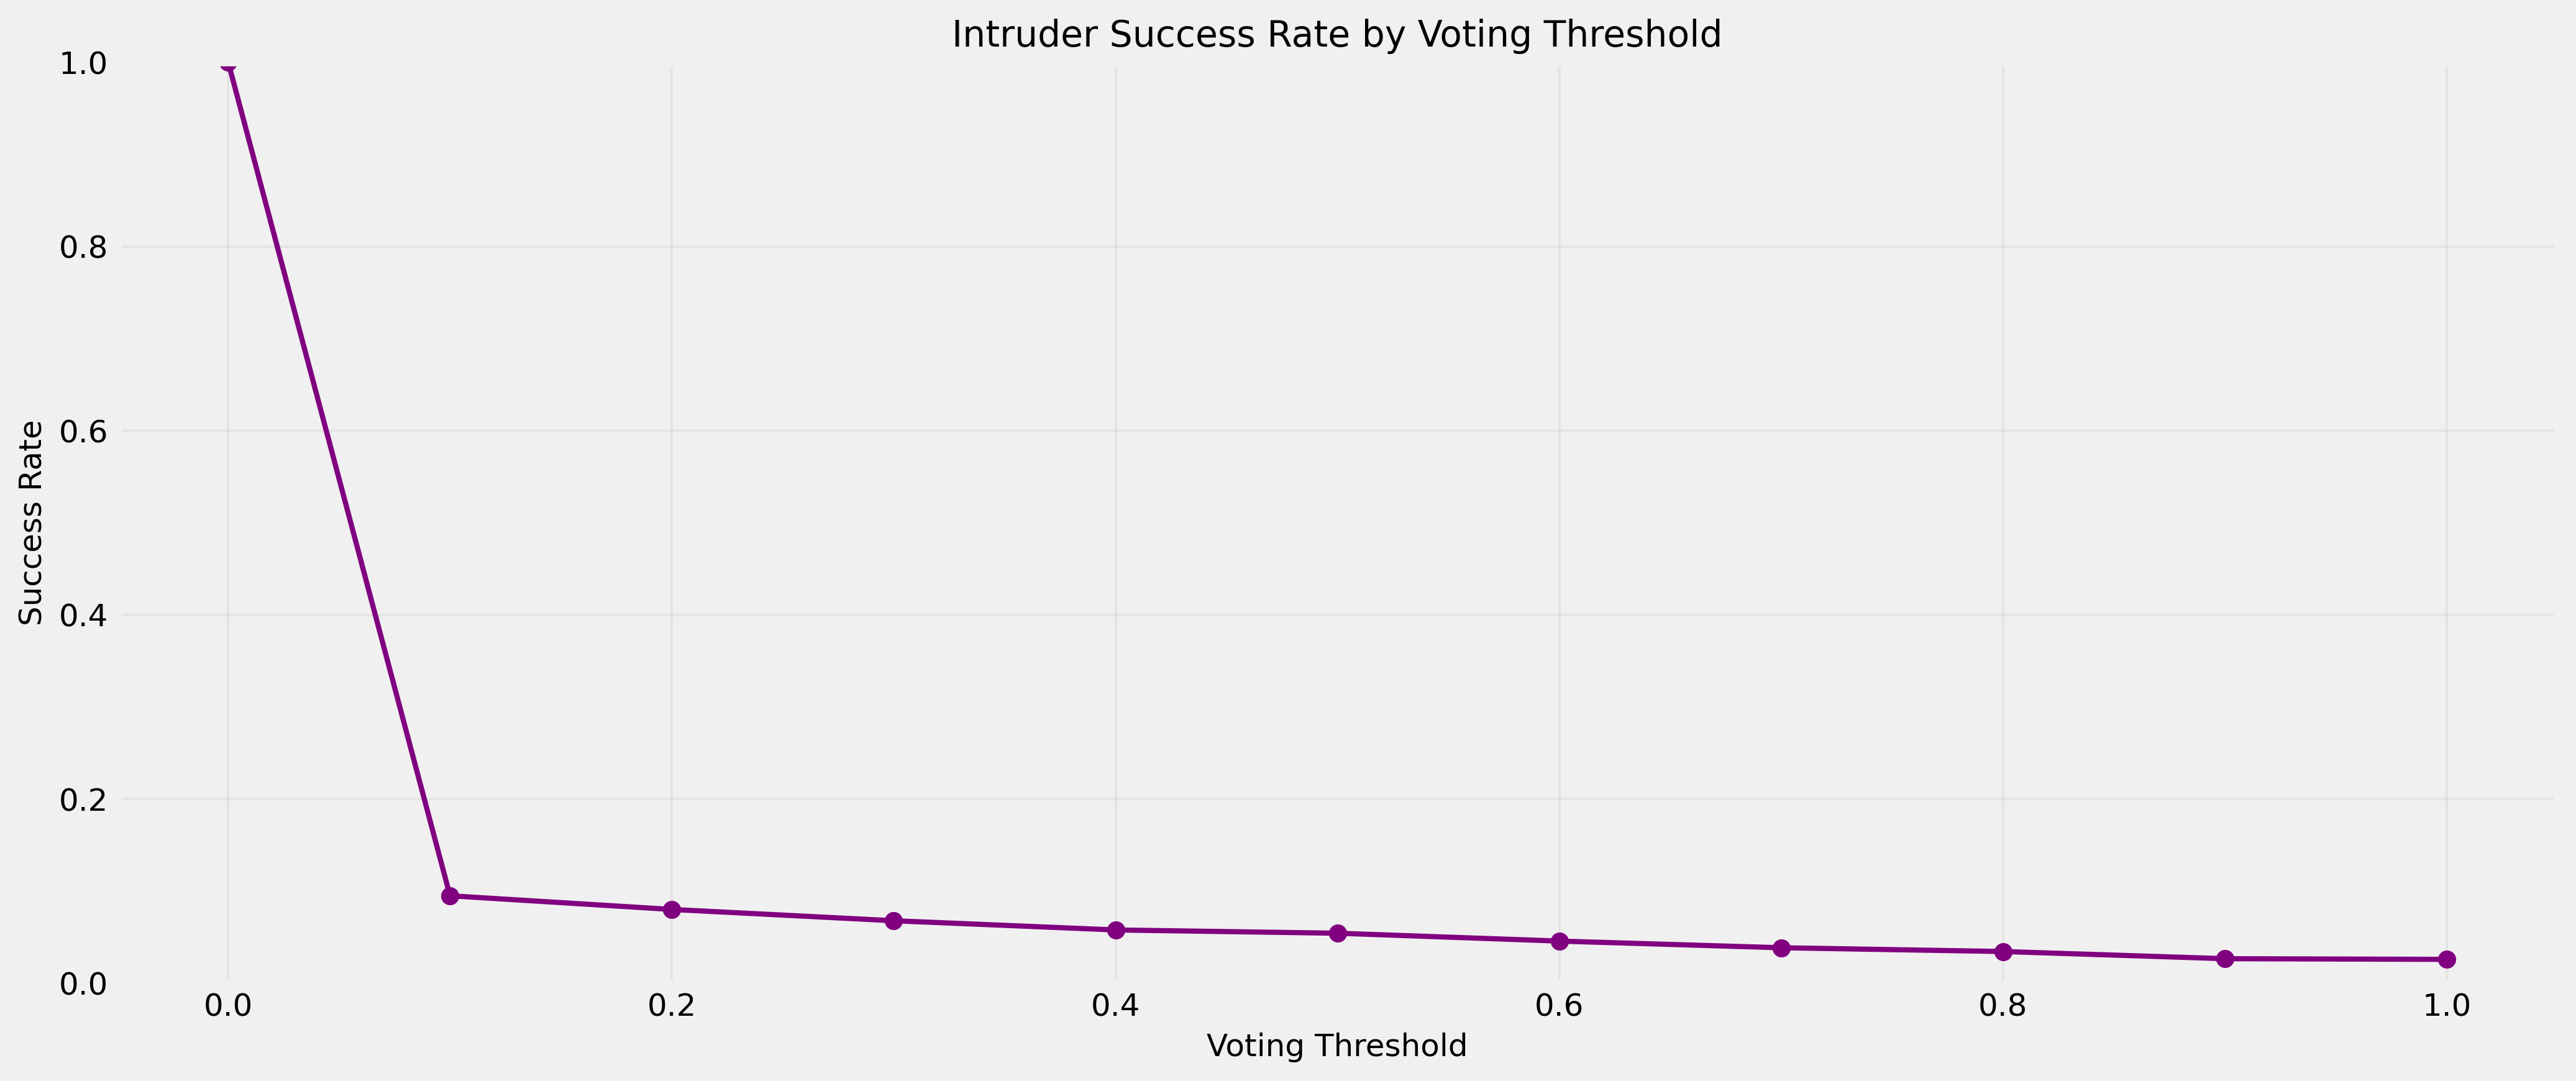 Intruder Success Rate by Voting Threshold
1.0
0.8
0.6
0.4
0.2
0.0
Success Rate
0.0 0.2 0.4 0.6 0.8 1.0
Voting Threshold